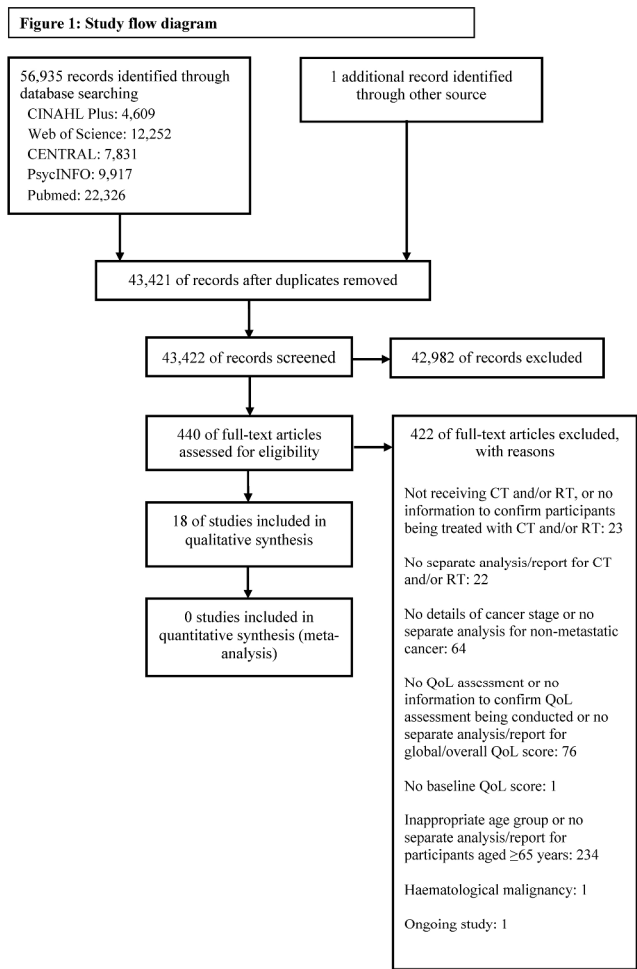 Figure 1: Study flow diagram
56,935 records identified through
database searching
CINAHL Plus: 4,609
Web of Science: 12,252
CENTRAL: 7,831
PsycINFO: 9,917
Pubmed: 22,326
1 additional record identified
through other source
43,421 of records after duplicates removed
43,422 of records screened
42,982 of records excluded
440 of full-text articles
assessed for eligibility
422 of full-text articles excluded,
with reasons
Not receiving CT and/or RT, or no
information to confirm participants
being treated with CT and/or RT: 23
No separate analysis/report for CT
and/or RT: 22
No details of cancer stage or no
separate analysis for non-metastatic
cancer: 64
No QoL assessment or no
information to confirm QoL
assessment being conducted or no
separate analysis/report for
global/overall QoL score: 76
No baseline QoL score: 1
Inappropriate age group or no
separate analysis/report for
participants aged ≥65 years: 234
Haematological malignancy: 1
Ongoing study: 1
18 of studies included in
qualitative synthesis
0 studies included in
quantitative synthesis (meta-
analysis)